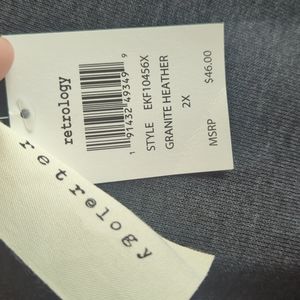 retrology
1 91432 49349 9
STYLE EKF10456X
GRANITE HEATHER
2X
MSRP $46.00
retrology